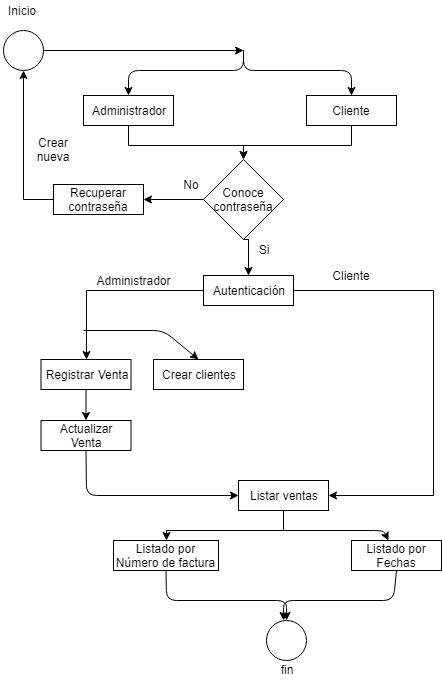 Inicio
Administrador
Cliente
Crear
nueva
Conoce
contraseña
No
Recuperar
contraseña
Si
Administrador
Cliente
Autenticación
Registrar Venta
Crear clientes
Actualizar
Venta
Listar ventas
Listado por
Número de factura
Listado por
Fechas
fin